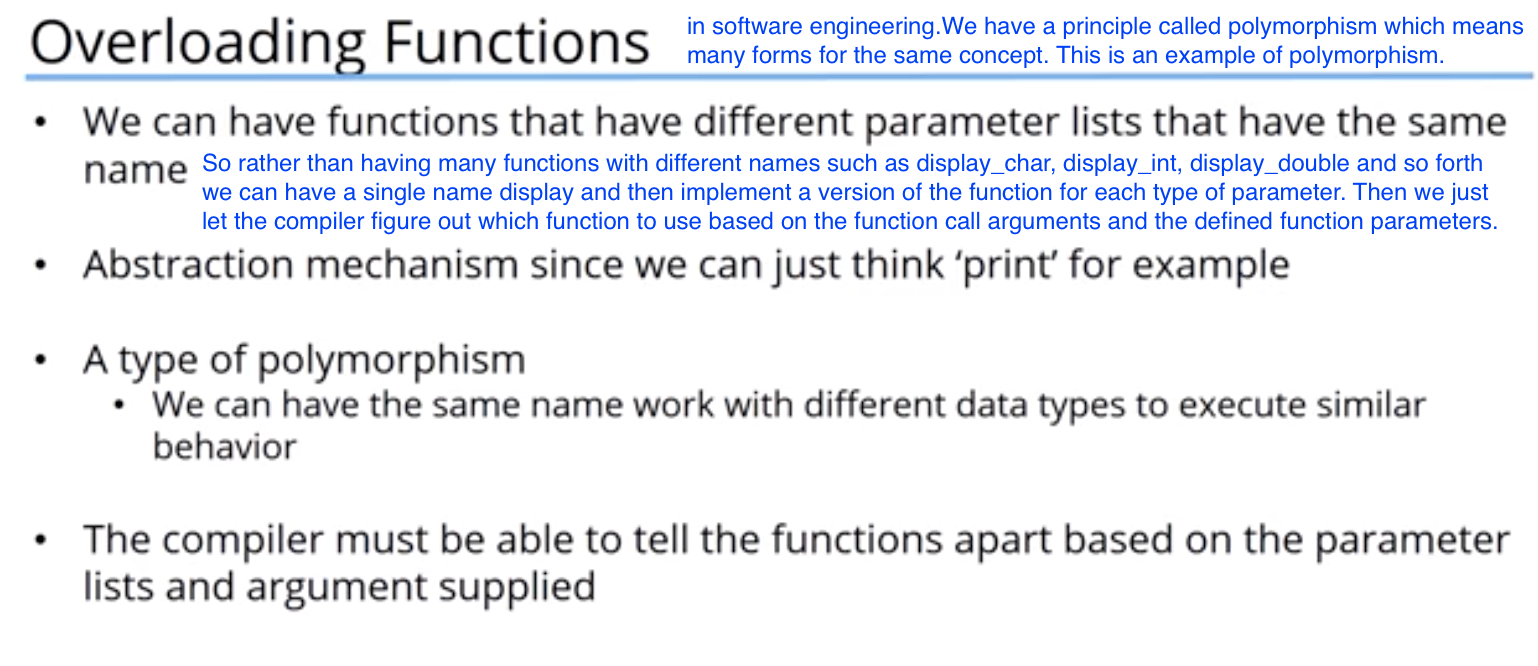 Overloading Functions
in software engineering.We have a principle called polymorphism which means
many forms for the same concept. This is an example of polymorphism.
• We can have functions that have different parameter lists that have the same
name
So rather than having many functions with different names such as display_char, display_int, display_double and so forth
we can have a single name display and then implement a version of the function for each type of parameter. Then we just
let the compiler figure out which function to use based on the function call arguments and the defined function parameters.
• Abstraction mechanism since we can just think ‘print’ for example
• A type of polymorphism
• We can have the same name work with different data types to execute similar
behavior
• The compiler must be able to tell the functions apart based on the parameter
lists and argument supplied